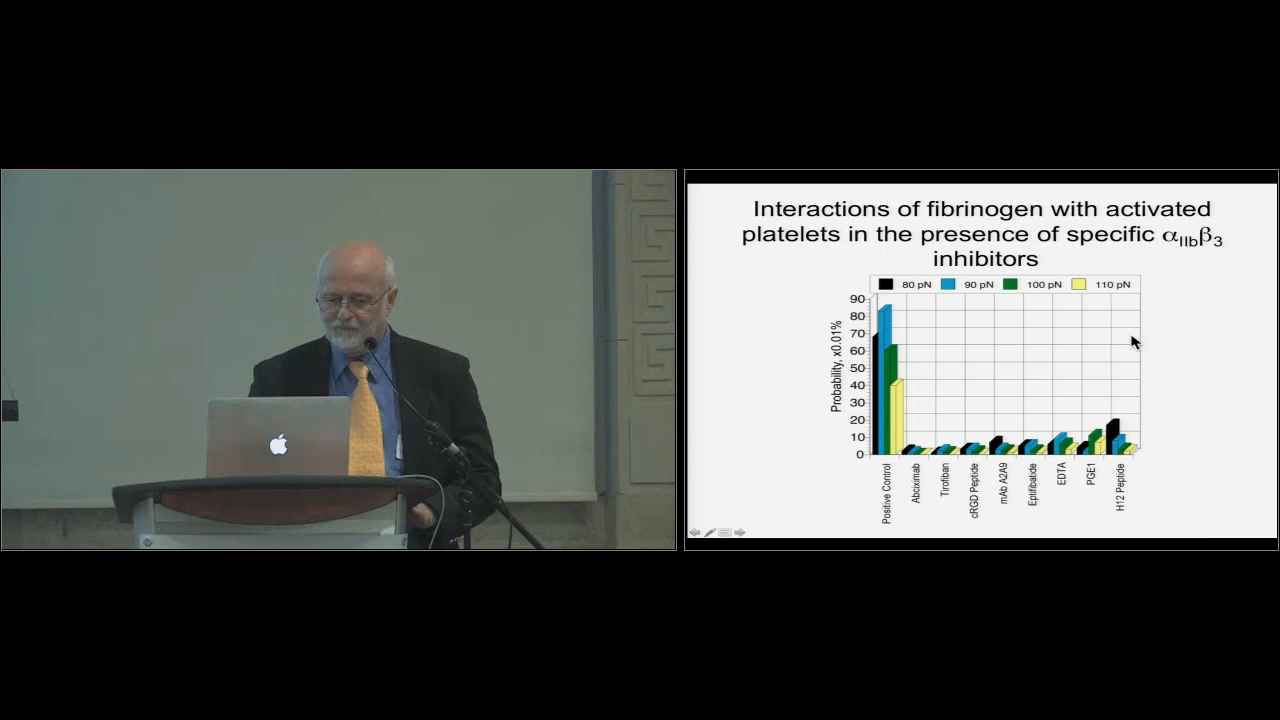 Interactions of fibrinogen with activated
platelets in the presence of specific αIIbβ3
inhibitors
80 pN 90 pN 100 pN 110 pN
Probability, x0.01%
90
80
70
60
50
40
30
20
10
0
Positive Control
Abciximab
Tirofiban
cRGD Peptide
mAb A2A9
Eptifibatide
EDTA
PGE1
H12 Peptide